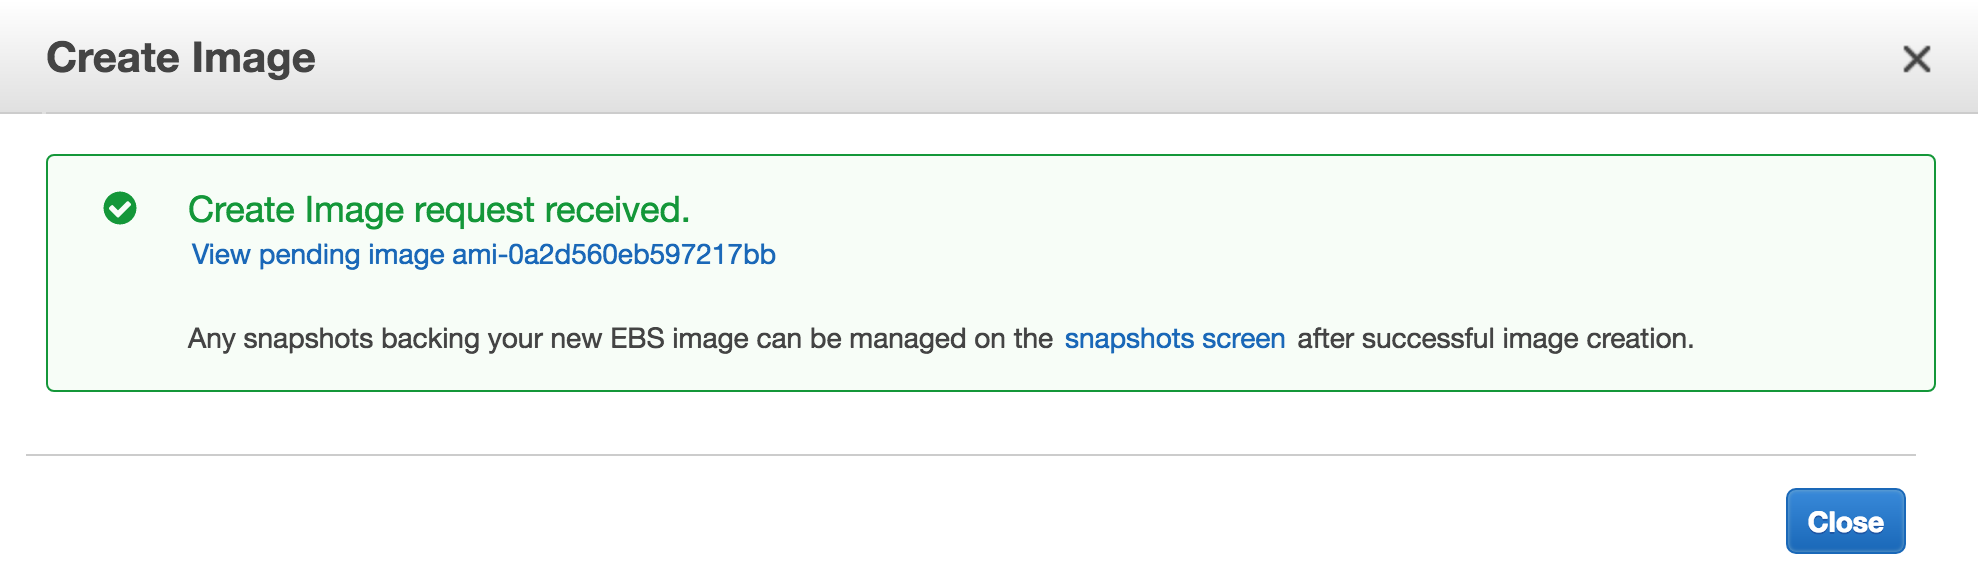 Create Image
Create Image request received.
View pending image ami-0a2d560eb597217bb
Any snapshots backing your new EBS image can be managed on the snapshots screen after successful image creation.
Close